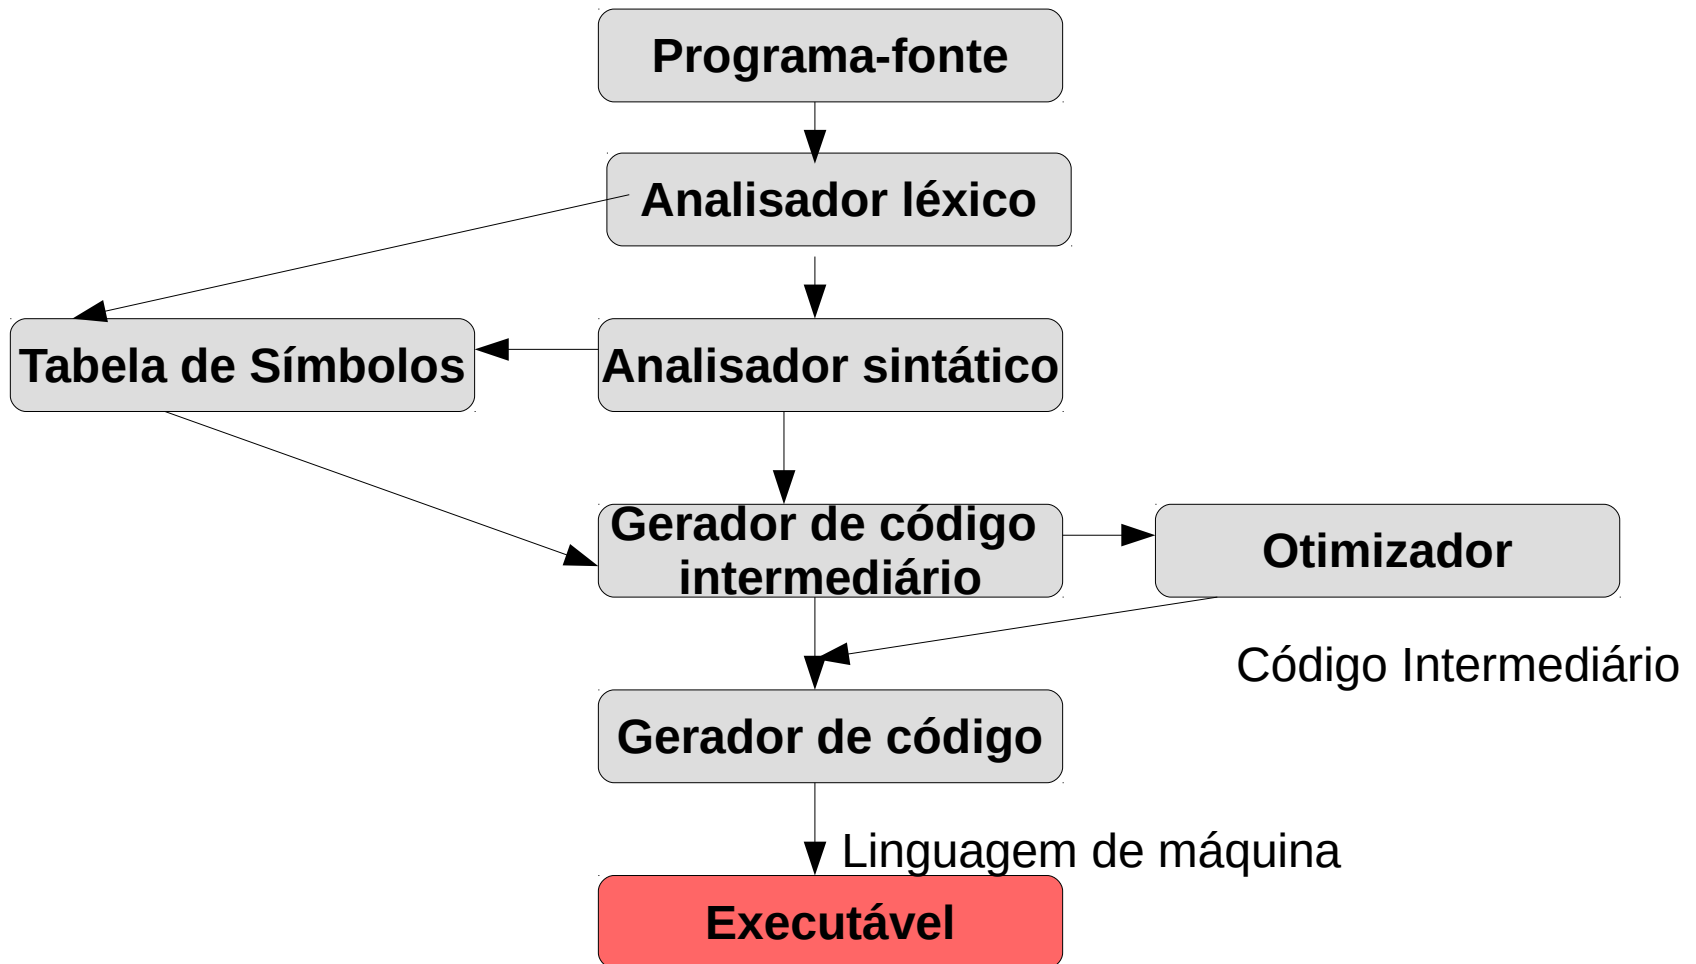 Programa-fonte
Analisador léxico
Tabela de Símbolos
Analisador sintático
Gerador de código
intermediário
Otimizador
Código Intermediário
Gerador de código
Linguagem de máquina
Executável